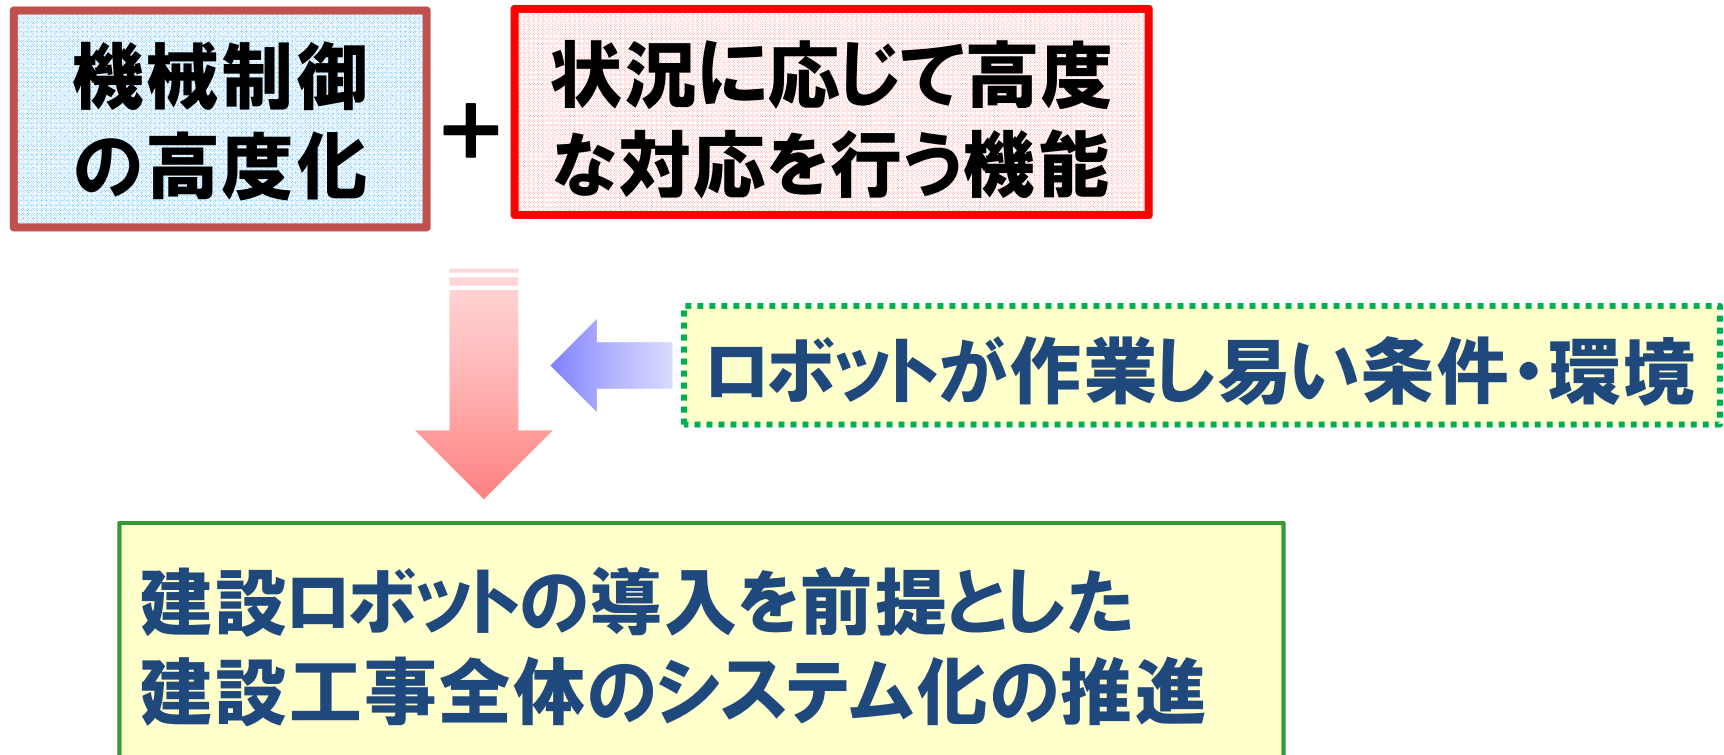 機械制御
の高度化
+
状況に応じて高度
な対応を行う機能
ロボットが作業し易い条件・環境
建設ロボットの導入を前提とした
建設工事全体のシステム化の推進